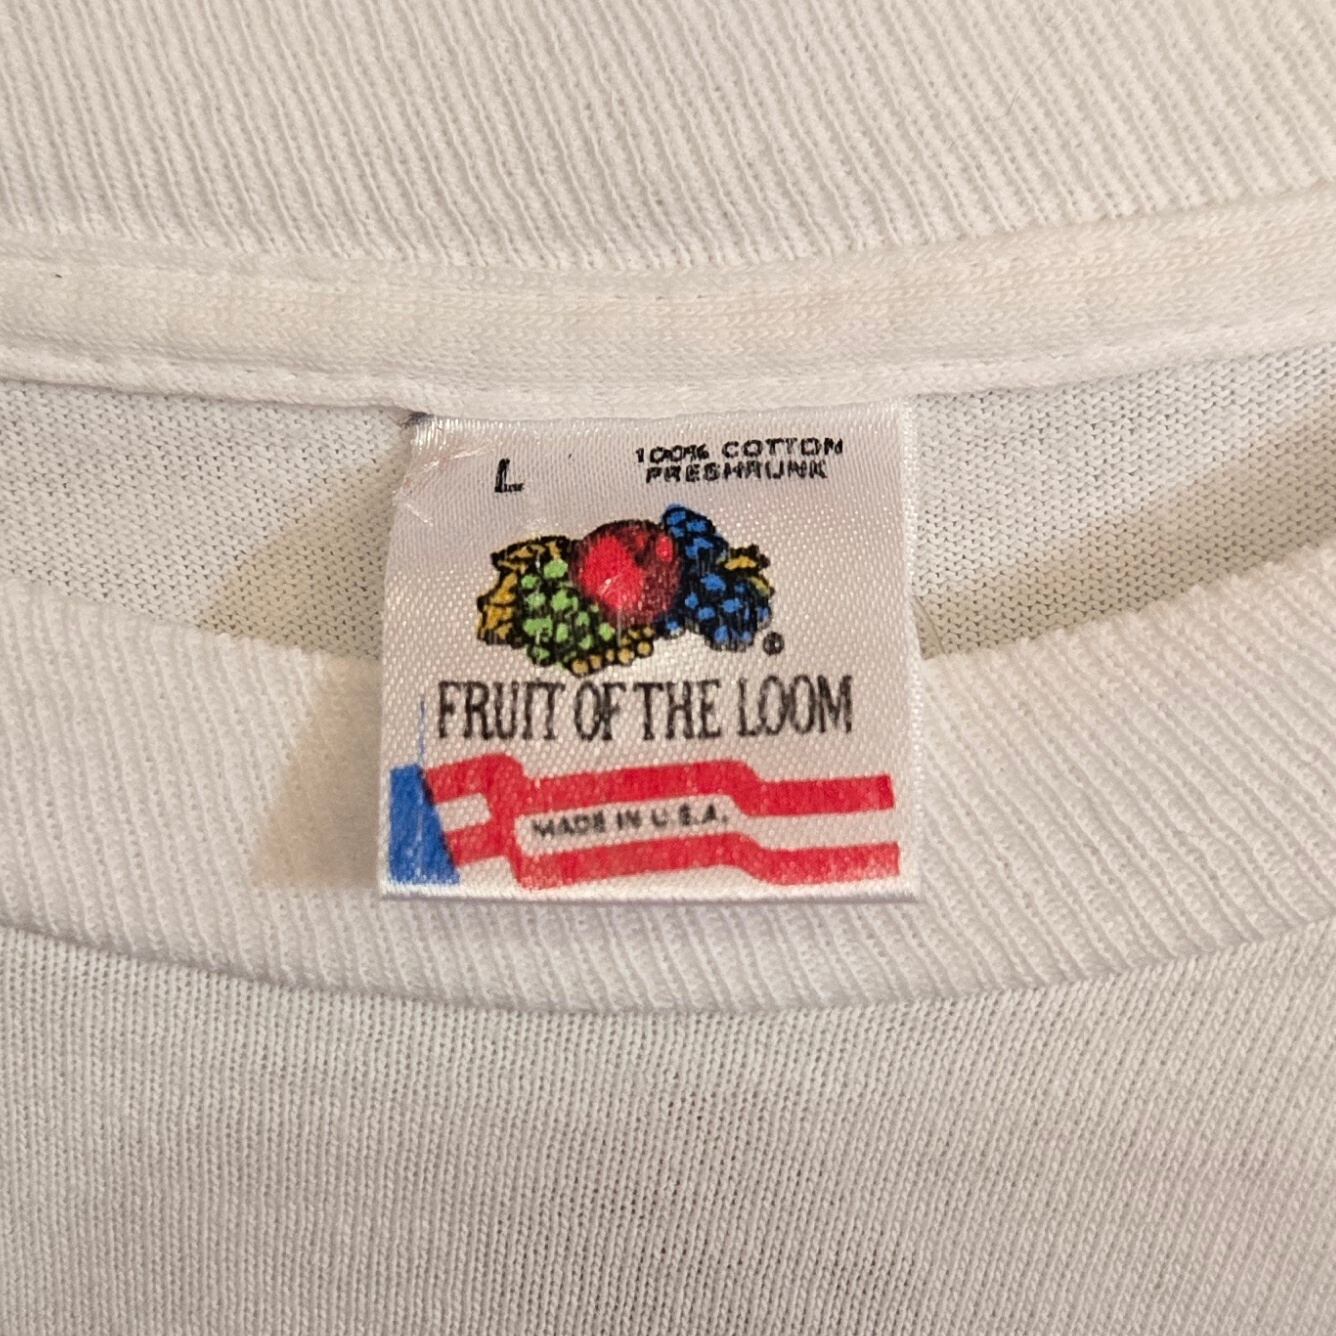 L
100% COTTON
PRESHRUNK
©
FRUIT OF THE LOOM
MADE IN U.S.A.